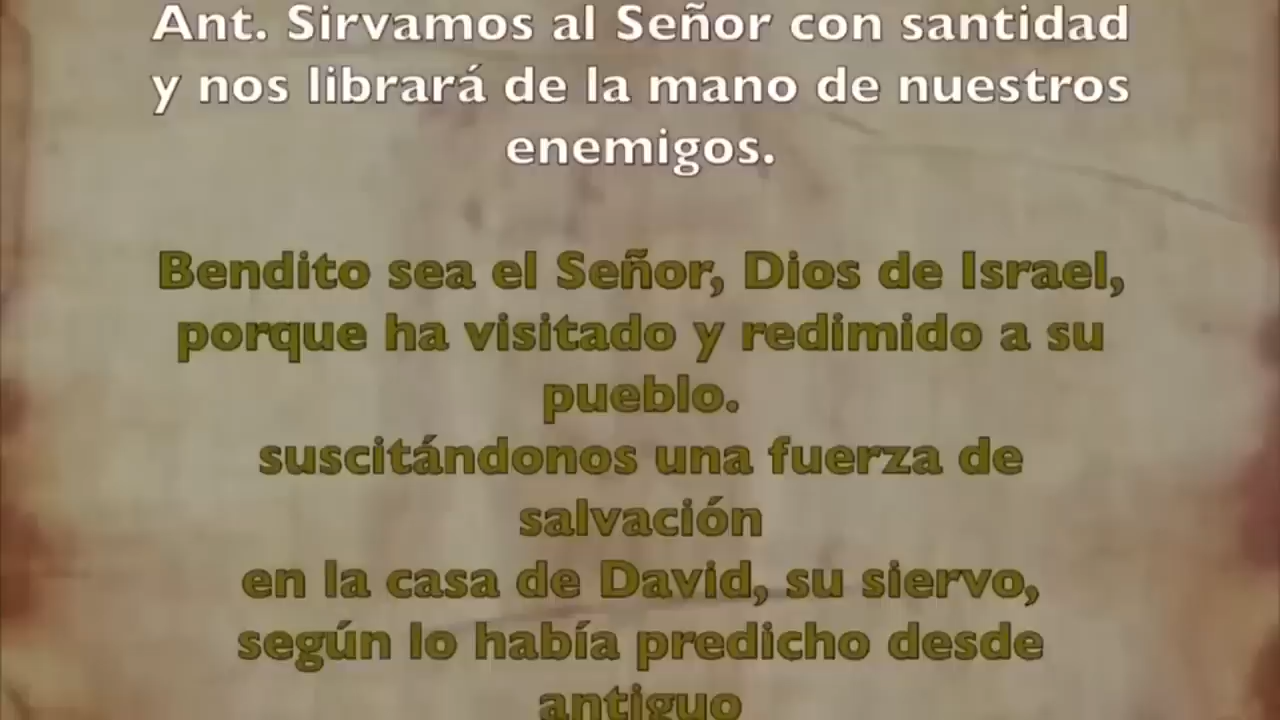 Ant. Sirvamos al Señor con santidad
y nos librará de la mano de nuestros
enemigos.
Bendito sea el Señor, Dios de Israel,
porque ha visitado y redimido a su
pueblo.
suscitándonos una fuerza de
salvación
en la casa de David, su siervo,
según lo había predicho desde
antiguo